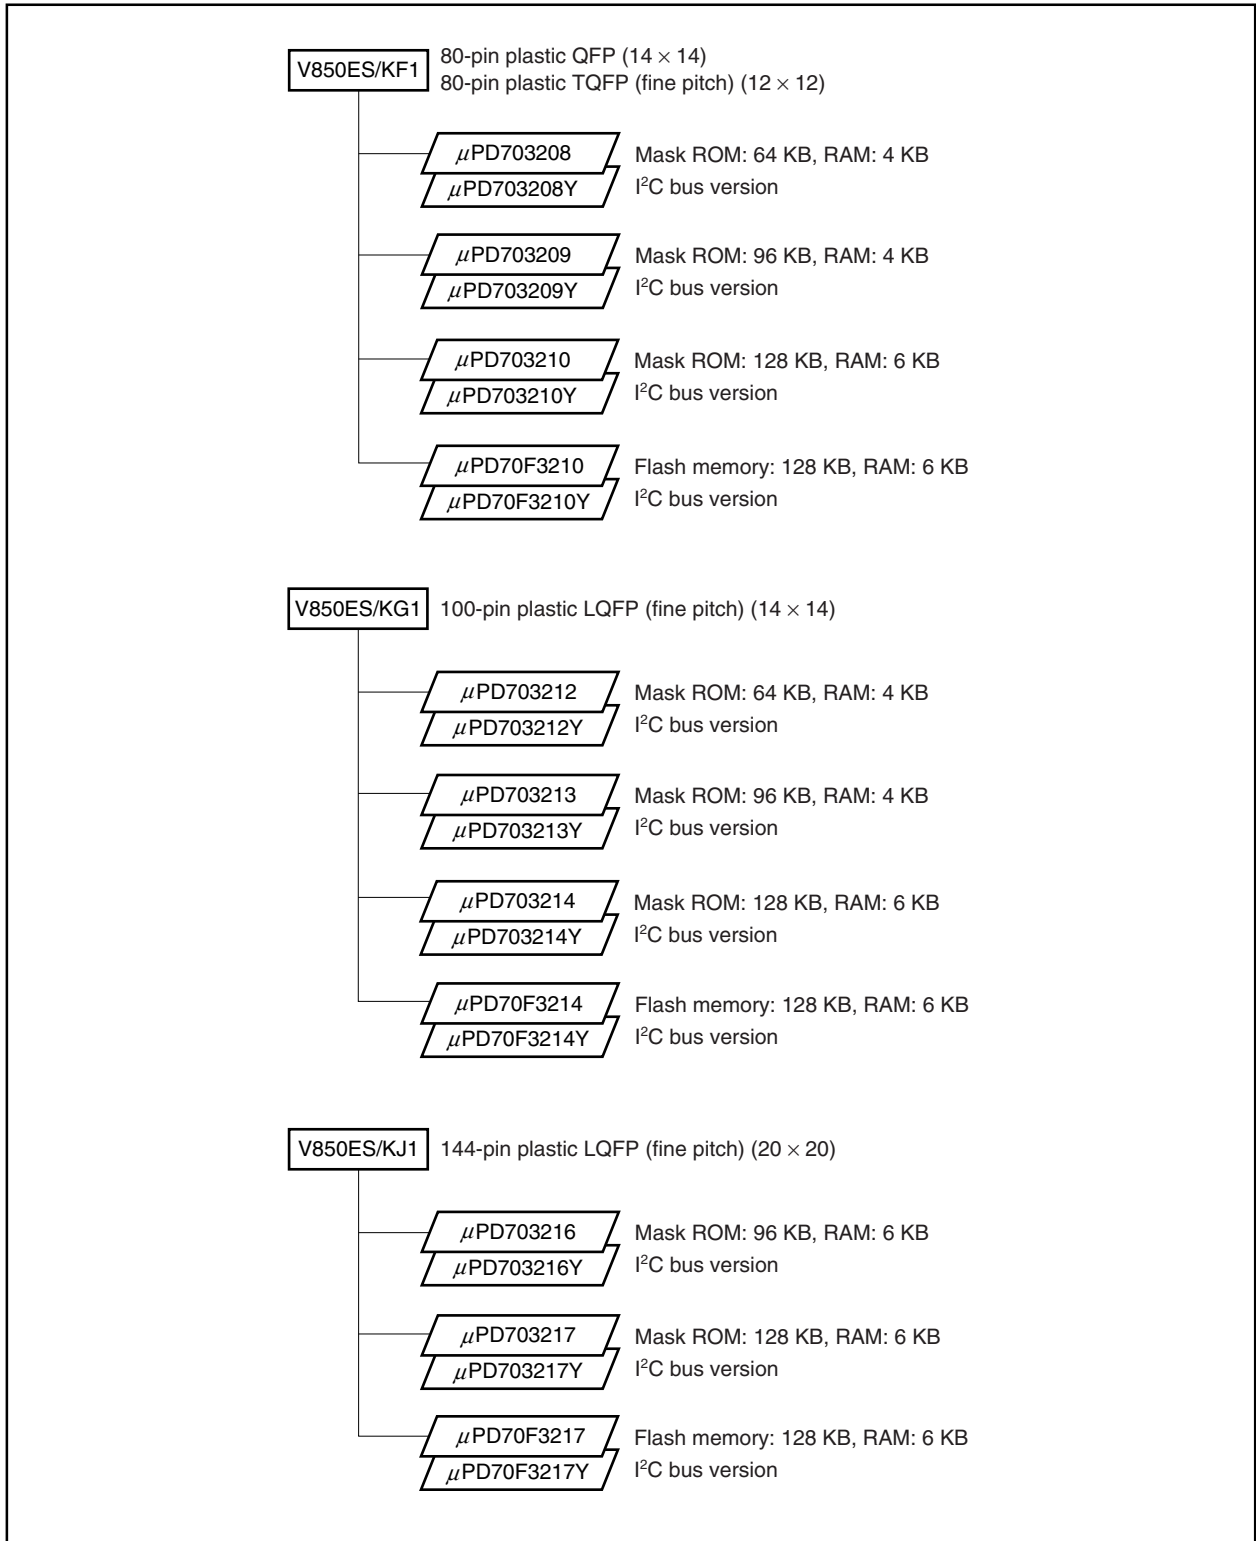 V850ES/KF1
80-pin plastic QFP (14 × 14)
80-pin plastic TQFP (fine pitch) (12 × 12)
μPD703208
Mask ROM: 64 KB, RAM: 4 KB
μPD703208Y
I²C bus version
μPD703209
Mask ROM: 96 KB, RAM: 4 KB
μPD703209Y
I²C bus version
μPD703210
Mask ROM: 128 KB, RAM: 6 KB
μPD703210Y
I²C bus version
μPD70F3210
Flash memory: 128 KB, RAM: 6 KB
μPD70F3210Y
I²C bus version
V850ES/KG1
100-pin plastic LQFP (fine pitch) (14 × 14)
μPD703212
Mask ROM: 64 KB, RAM: 4 KB
μPD703212Y
I²C bus version
μPD703213
Mask ROM: 96 KB, RAM: 4 KB
μPD703213Y
I²C bus version
μPD703214
Mask ROM: 128 KB, RAM: 6 KB
μPD703214Y
I²C bus version
μPD70F3214
Flash memory: 128 KB, RAM: 6 KB
μPD70F3214Y
I²C bus version
V850ES/KJ1
144-pin plastic LQFP (fine pitch) (20 × 20)
μPD703216
Mask ROM: 96 KB, RAM: 6 KB
μPD703216Y
I²C bus version
μPD703217
Mask ROM: 128 KB, RAM: 6 KB
μPD703217Y
I²C bus version
μPD70F3217
Flash memory: 128 KB, RAM: 6 KB
μPD70F3217Y
I²C bus version